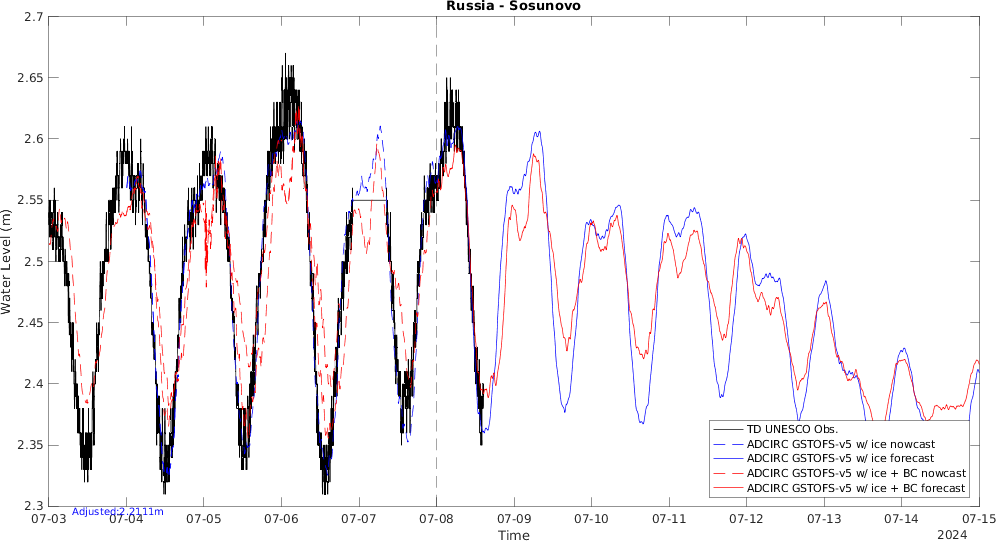 Russia - Sosunovo
2.7
2.65
2.6
2.55
2.5
2.45
2.4
2.35
2.3
Water Level (m)
TD UNESCO Obs.
ADCIRC GSTOFS-v5 w/ ice nowcast
ADCIRC GSTOFS-v5 w/ ice forecast
ADCIRC GSTOFS-v5 w/ ice + BC nowcast
ADCIRC GSTOFS-v5 w/ ice + BC forecast
Adjusted:2.2111m
07-03 07-04 07-05 07-06 07-07 07-08 07-09 07-10 07-11 07-12 07-13 07-14 07-15
Time
2024